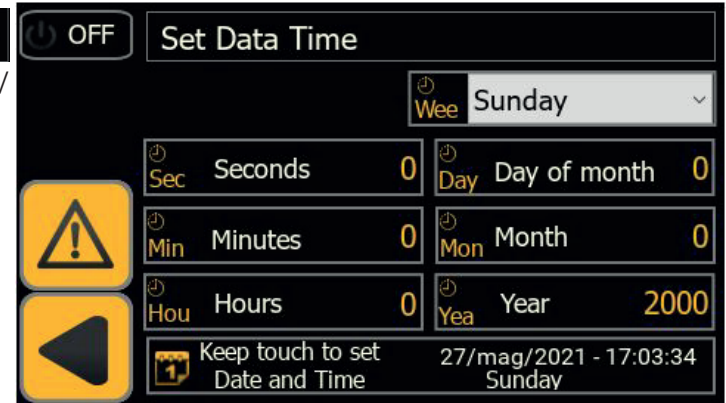 OFF
Set Data Time
Wee Sunday
Sec Seconds 0
Day Day of month 0
Min Minutes 0
Mon Month 0
Hou Hours 0
Yea Year 2000
1
Keep touch to set
Date and Time
27/mag/2021 - 17:03:34
Sunday
/